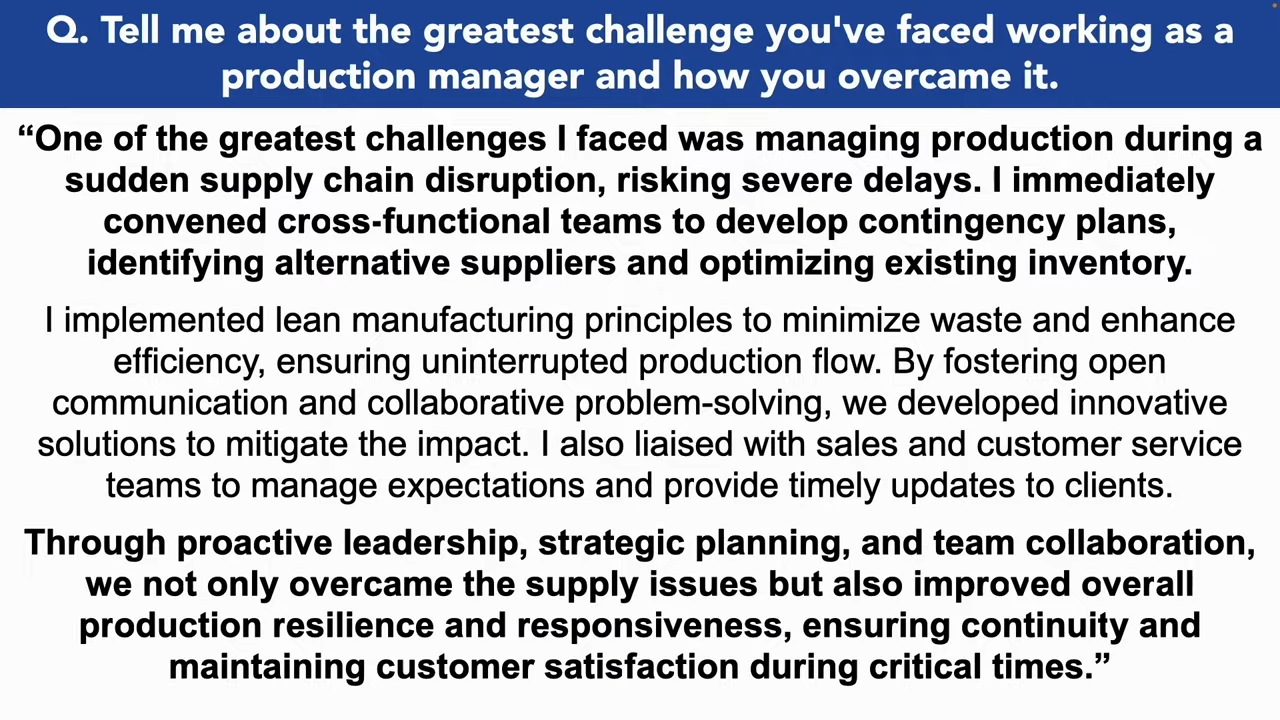 Q. Tell me about the greatest challenge you've faced working as a
production manager and how you overcame it.
“One of the greatest challenges I faced was managing production during a
sudden supply chain disruption, risking severe delays. I immediately
convened cross-functional teams to develop contingency plans,
identifying alternative suppliers and optimizing existing inventory.
I implemented lean manufacturing principles to minimize waste and enhance
efficiency, ensuring uninterrupted production flow. By fostering open
communication and collaborative problem-solving, we developed innovative
solutions to mitigate the impact. I also liaised with sales and customer service
teams to manage expectations and provide timely updates to clients.
Through proactive leadership, strategic planning, and team collaboration,
we not only overcame the supply issues but also improved overall
production resilience and responsiveness, ensuring continuity and
maintaining customer satisfaction during critical times.”